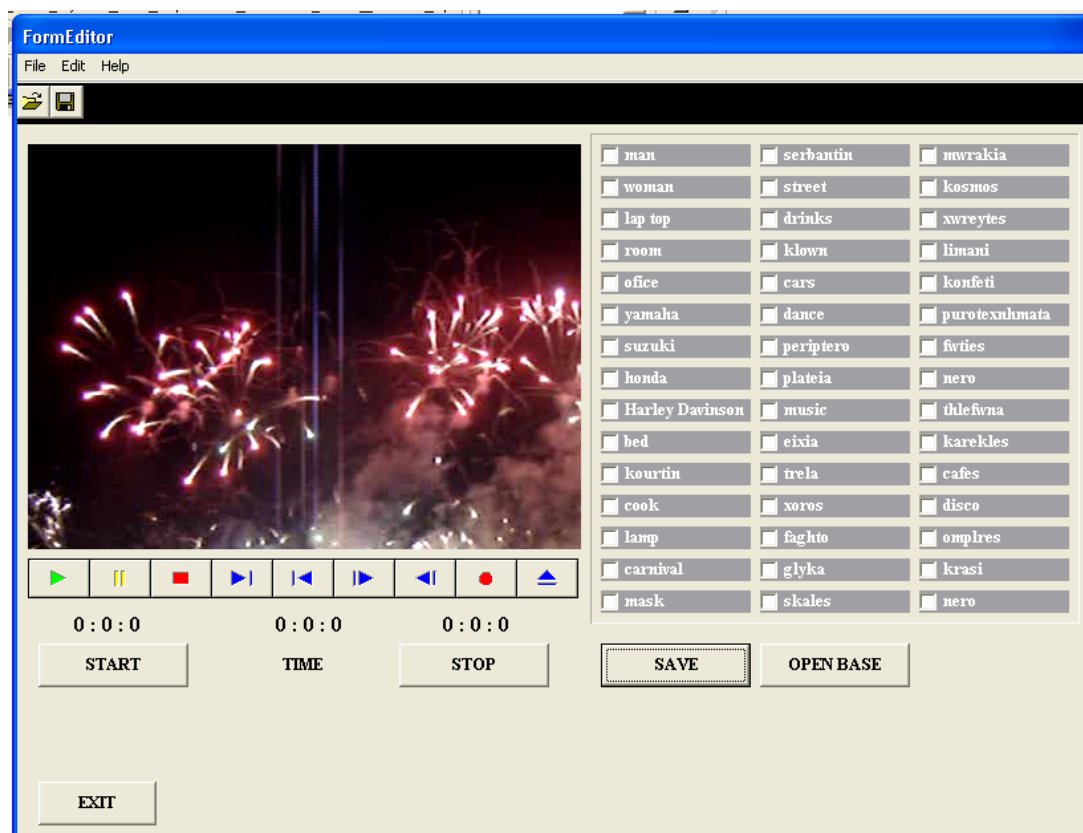 FormEditor
File Edit Help
man serbantin mwrakia
woman street kosmos
lap top drinks xwreytes
room klown limani
ofice cars konfeti
yamaha dance purotexnhmata
suzuki periptero fwties
honda plateia nero
Harley Davinson music thlefwna
bed eixia karekles
kourtin trela cafes
cook xoros disco
lamp faghto omplres
carnival glyka krasi
mask skales nero
0 : 0 : 0 0 : 0 : 0 0 : 0 : 0
START TIME STOP SAVE OPEN BASE
EXIT